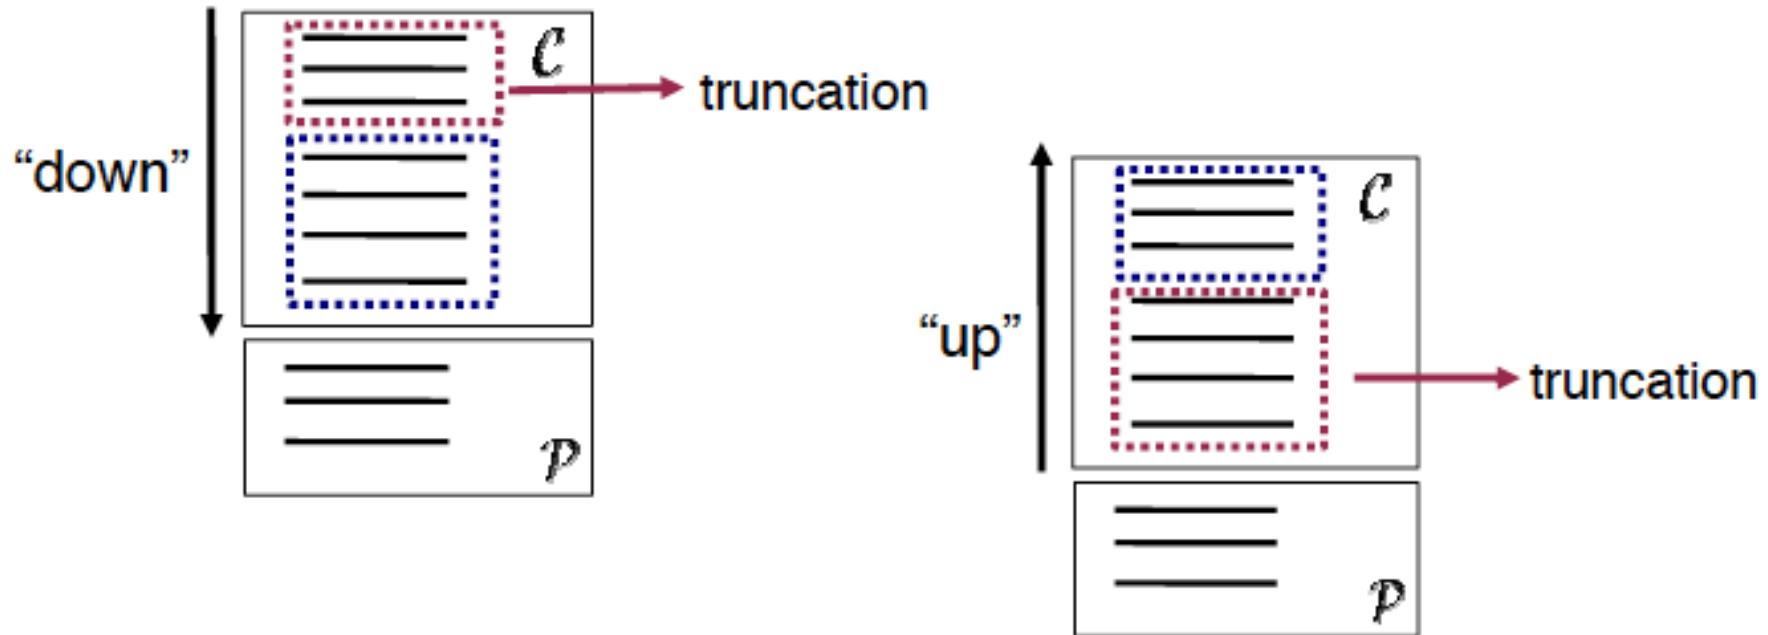 𝒞
truncation
“down”
𝒫
𝒞
“up”
truncation
𝒫